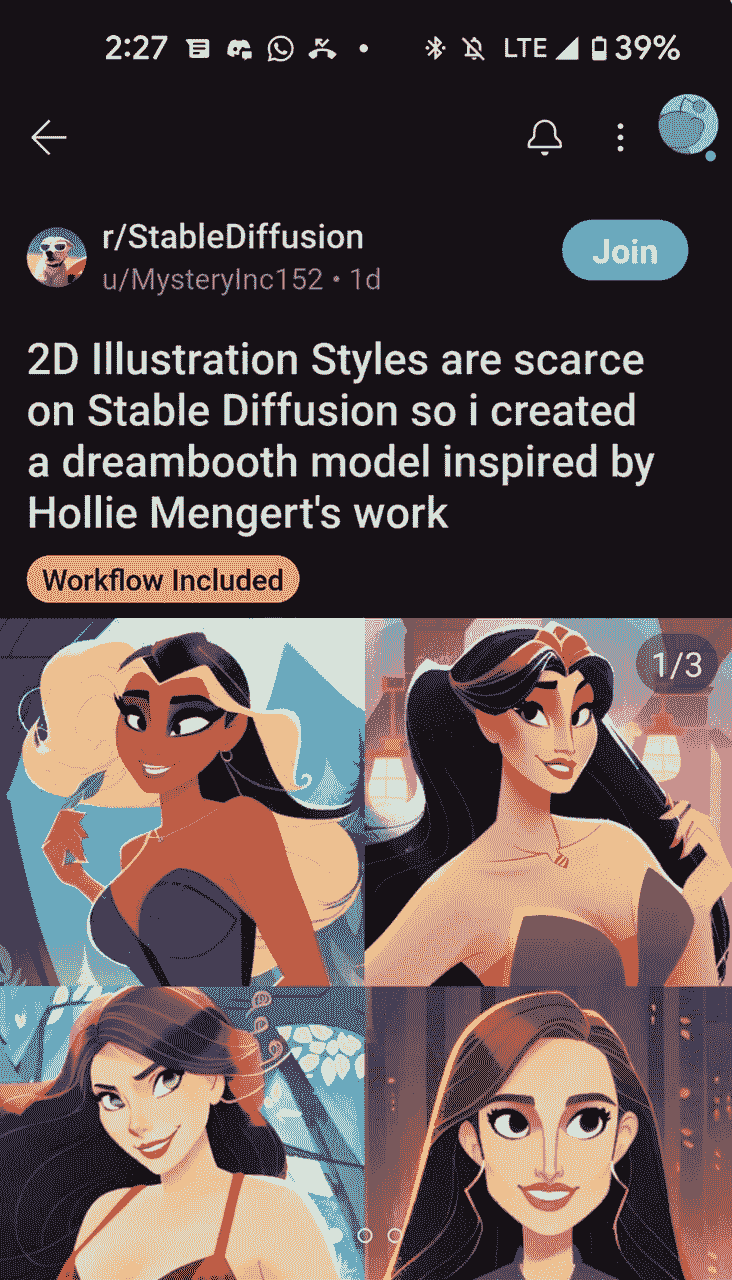 2:27 LTE 39%
r/StableDiffusion
u/MysteryInc152 • 1d
Join
2D Illustration Styles are scarce
on Stable Diffusion so i created
a dreambooth model inspired by
Hollie Mengert's work
Workflow Included
1/3